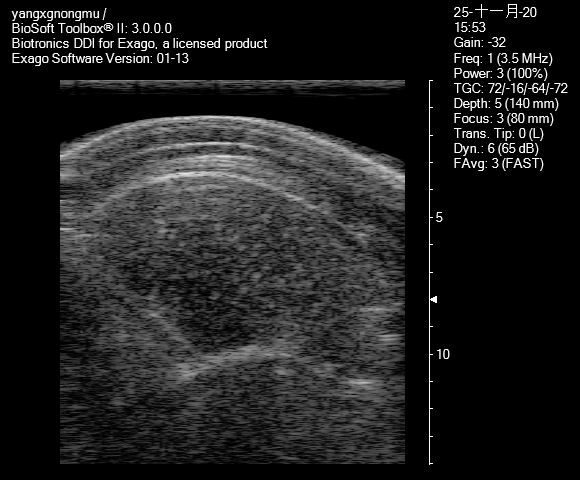 yangxgnongmu /
BioSoft Toolbox® II: 3.0.0.0
Biotronics DDI for Exago, a licensed product
Exago Software Version: 01-13
25-十一月-20
15:53
Gain: -32
Freq: 1 (3.5 MHz)
Power: 3 (100%)
TGC: 72/-16/-64/-72
Depth: 5 (140 mm)
Focus: 3 (80 mm)
Trans. Tip: 0 (L)
Dyn.: 6 (65 dB)
FAvg: 3 (FAST)
5
10